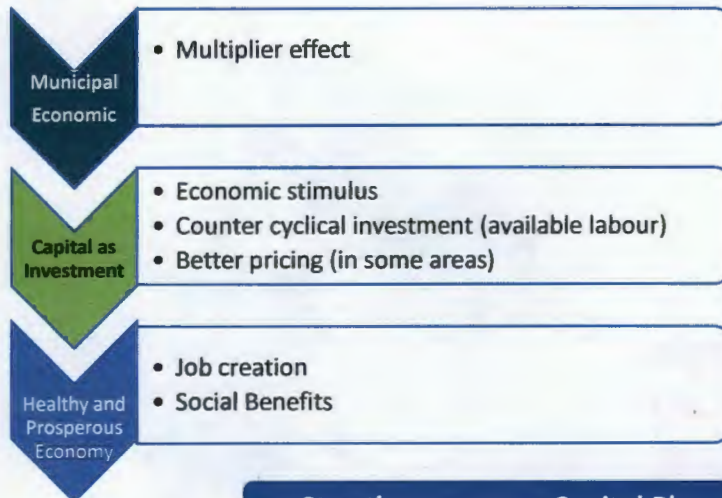 Municipal
Economic
• Multiplier effect
Capital as
Investment
• Economic stimulus
• Counter cyclical investment (available labour)
• Better pricing (in some areas)
Healthy and
Prosperous
Economy
• Job creation
• Social Benefits